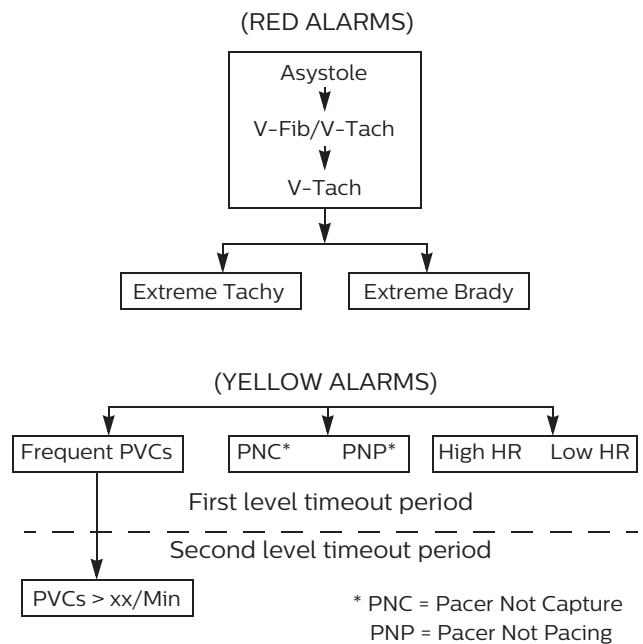 (RED ALARMS)
Asystole
V-Fib/V-Tach
V-Tach
Extreme Tachy
Extreme Brady
(YELLOW ALARMS)
Frequent PVCs
PNC* PNP*
High HR Low HR
First level timeout period
Second level timeout period
PVCs > xx/Min
* PNC = Pacer Not Capture
PNP = Pacer Not Pacing